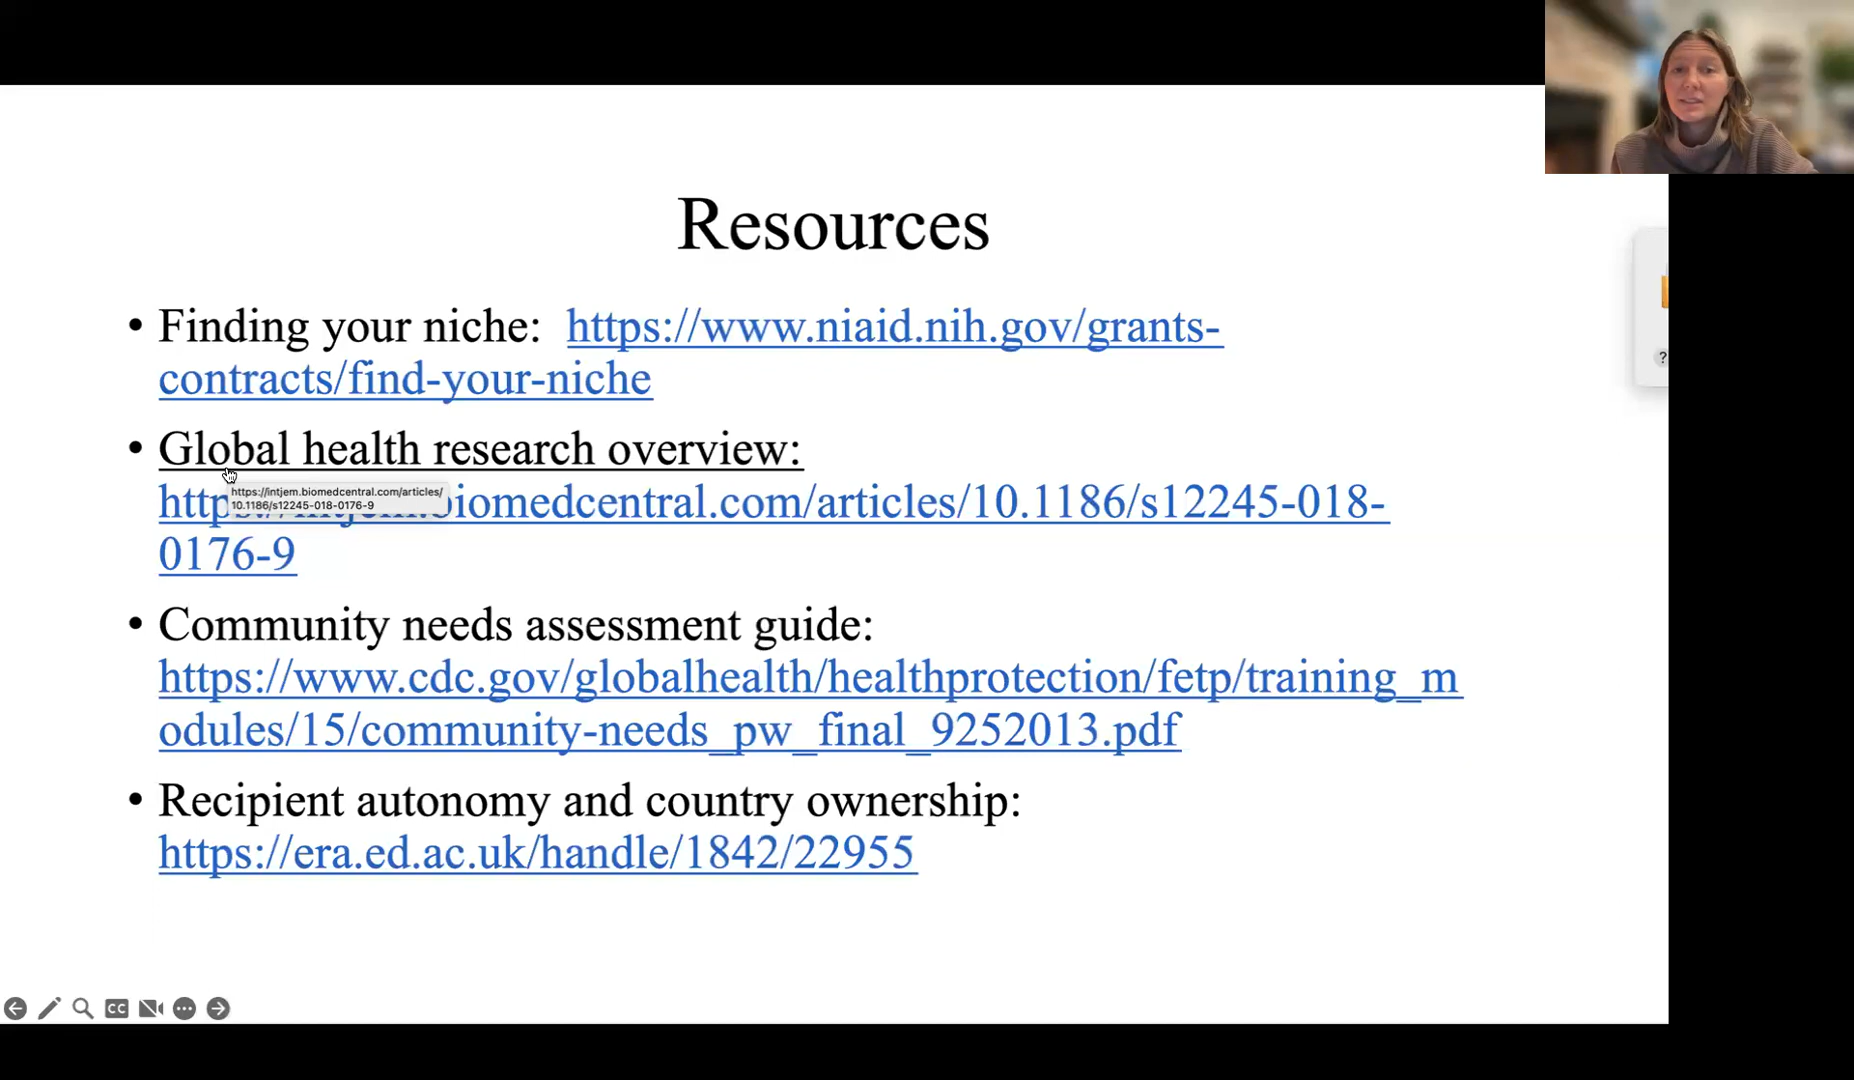 Resources
• Finding your niche: https://www.niaid.nih.gov/grants-
contracts/find-your-niche
• Global health research overview:
https://intjem.biomedcentral.com/articles/10.1186/s12245-018-
0176-9
https://intjem.biomedcentral.com/articles/
10.1186/s12245-018-0176-9
• Community needs assessment guide:
https://www.cdc.gov/globalhealth/healthprotection/fetp/training_m
odules/15/community-needs_pw_final_9252013.pdf
• Recipient autonomy and country ownership:
https://era.ed.ac.uk/handle/1842/22955
?
CC